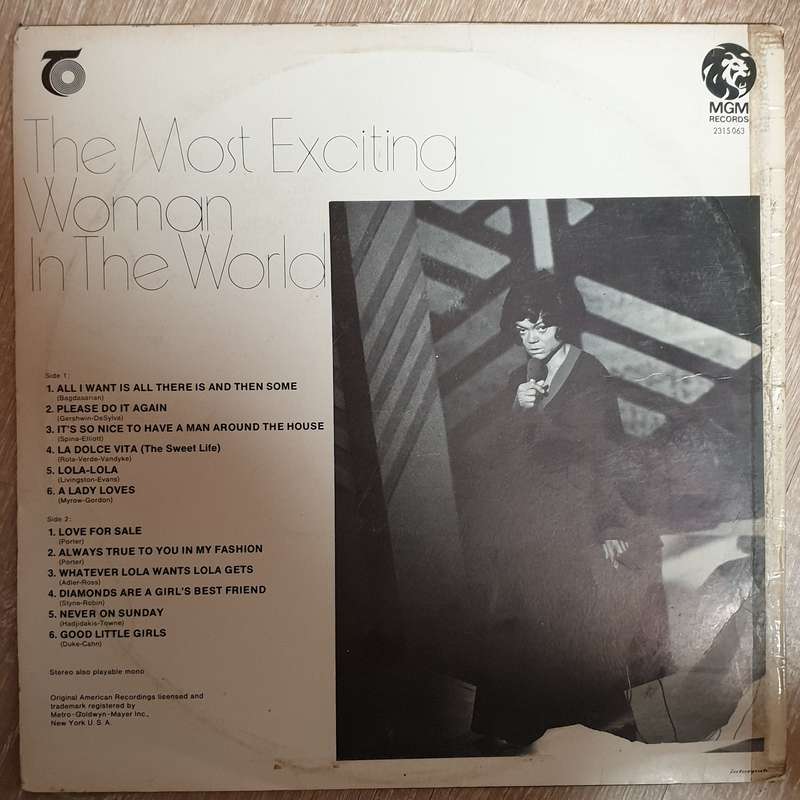 The Most Exciting
Woman
In The World
MGM
RECORDS
2315 063
Side 1:
1. ALL I WANT IS ALL THERE IS AND THEN SOME
(Bagdasarian)
2. PLEASE DO IT AGAIN
(Gershwin-DeSylva)
3. IT'S SO NICE TO HAVE A MAN AROUND THE HOUSE
(Spina-Elliott)
4. LA DOLCE VITA (The Sweet Life)
(Rota-Verde-Vandyke)
5. LOLA-LOLA
(Livingston-Evans)
6. A LADY LOVES
(Myrow-Gordon)
Side 2:
1. LOVE FOR SALE
(Porter)
2. ALWAYS TRUE TO YOU IN MY FASHION
(Porter)
3. WHATEVER LOLA WANTS LOLA GETS
(Adler-Ross)
4. DIAMONDS ARE A GIRL'S BEST FRIEND
(Styne-Robin)
5. NEVER ON SUNDAY
(Hadjidakis-Towne)
6. GOOD LITTLE GIRLS
(Duke-Cahn)
Stereo also playable mono
Original American Recordings licensed and
trademark registered by
Metro-Goldwyn-Mayer Inc.,
New York U.S.A.